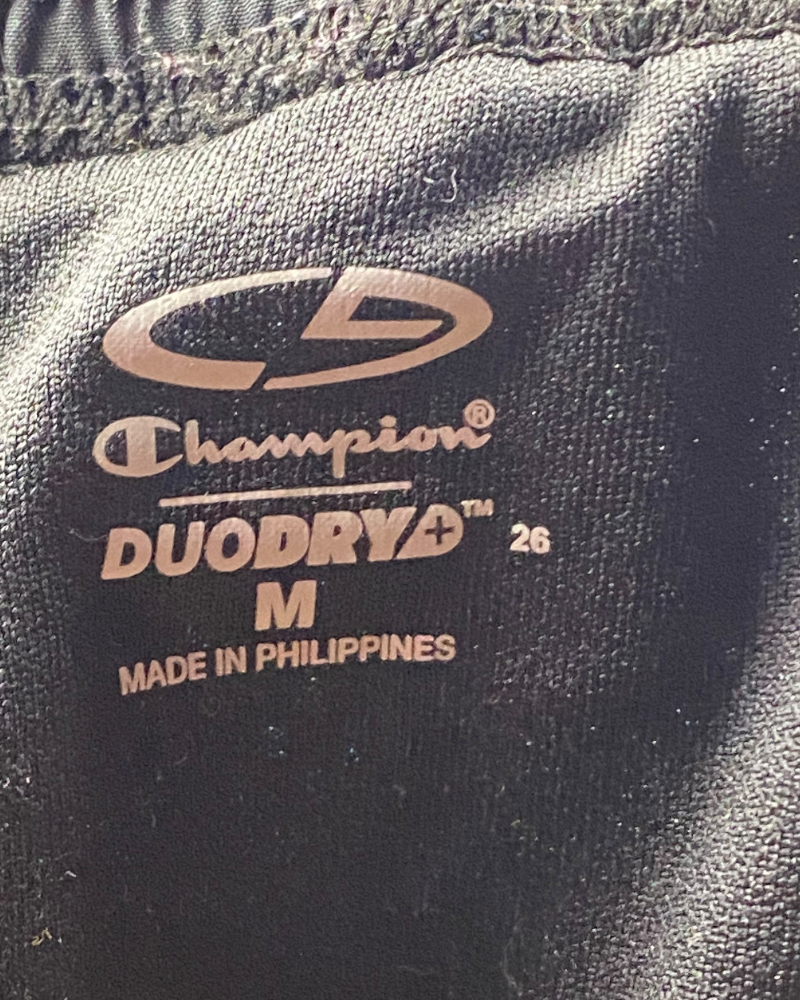 Champion®
DUODRY+™ 26
M
MADE IN PHILIPPINES